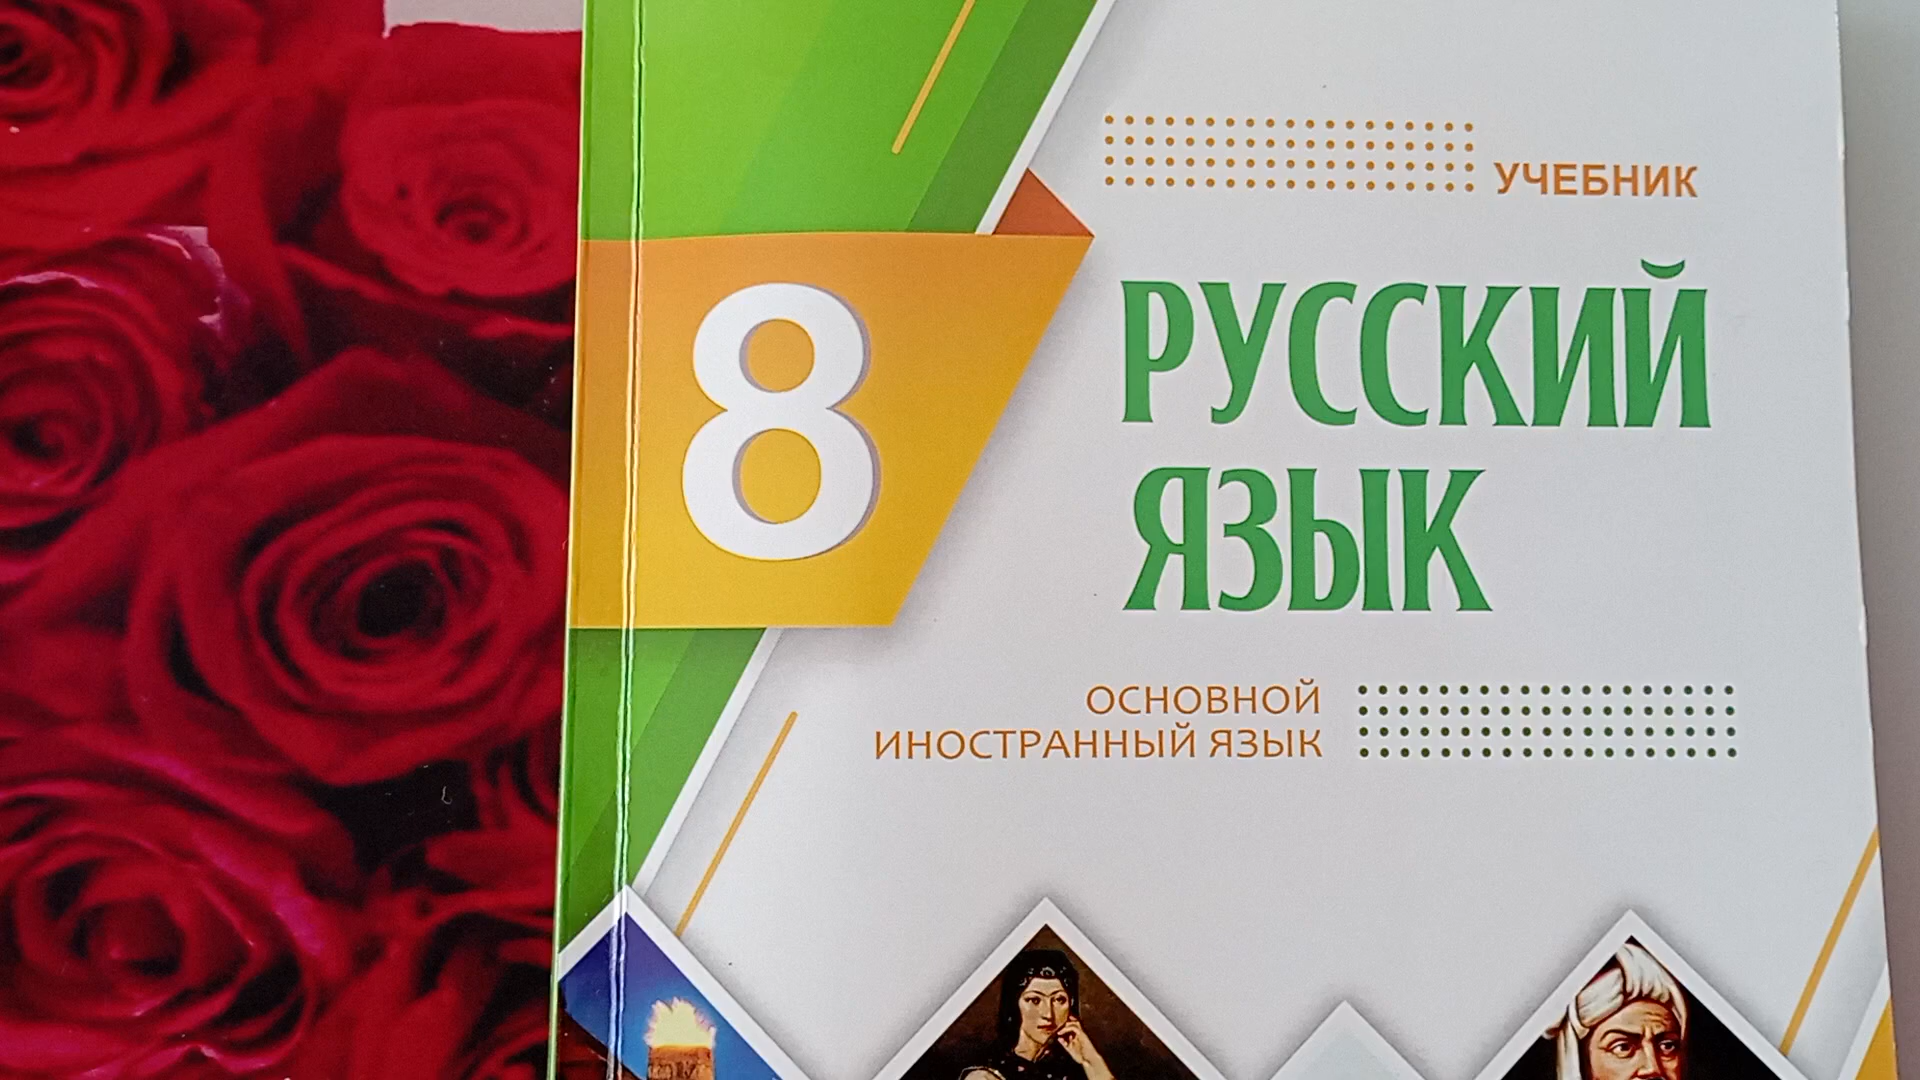 УЧЕБНИК
8
РУССКИЙ
ЯЗЫК
ОСНОВНОЙ
ИНОСТРАННЫЙ ЯЗЫК